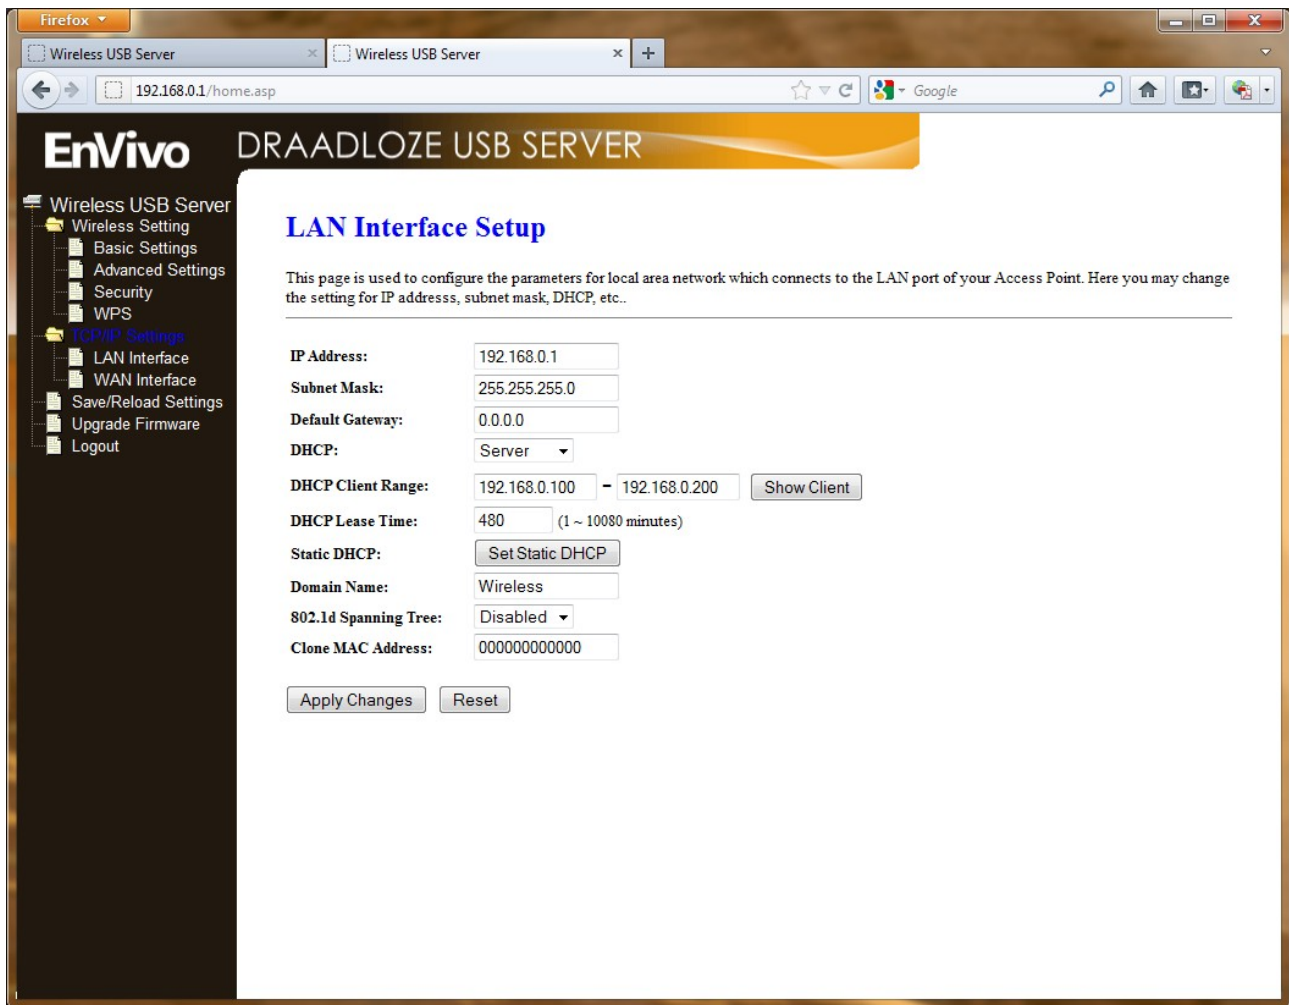 Firefox
Wireless USB Server
Wireless USB Server
192.168.0.1/home.asp
Google
EnVivo
DRAADLOZE USB SERVER
Wireless USB Server
Wireless Setting
Basic Settings
Advanced Settings
Security
WPS
TCP/IP Settings
LAN Interface
WAN Interface
Save/Reload Settings
Upgrade Firmware
Logout
LAN Interface Setup
This page is used to configure the parameters for local area network which connects to the LAN port of your Access Point. Here you may change
the setting for IP addresss, subnet mask, DHCP, etc..
IP Address: 192.168.0.1
Subnet Mask: 255.255.255.0
Default Gateway: 0.0.0.0
DHCP: Server
DHCP Client Range: 192.168.0.100 - 192.168.0.200 Show Client
DHCP Lease Time: 480 (1 ~ 10080 minutes)
Static DHCP: Set Static DHCP
Domain Name: Wireless
802.1d Spanning Tree: Disabled
Clone MAC Address: 000000000000
Apply Changes Reset